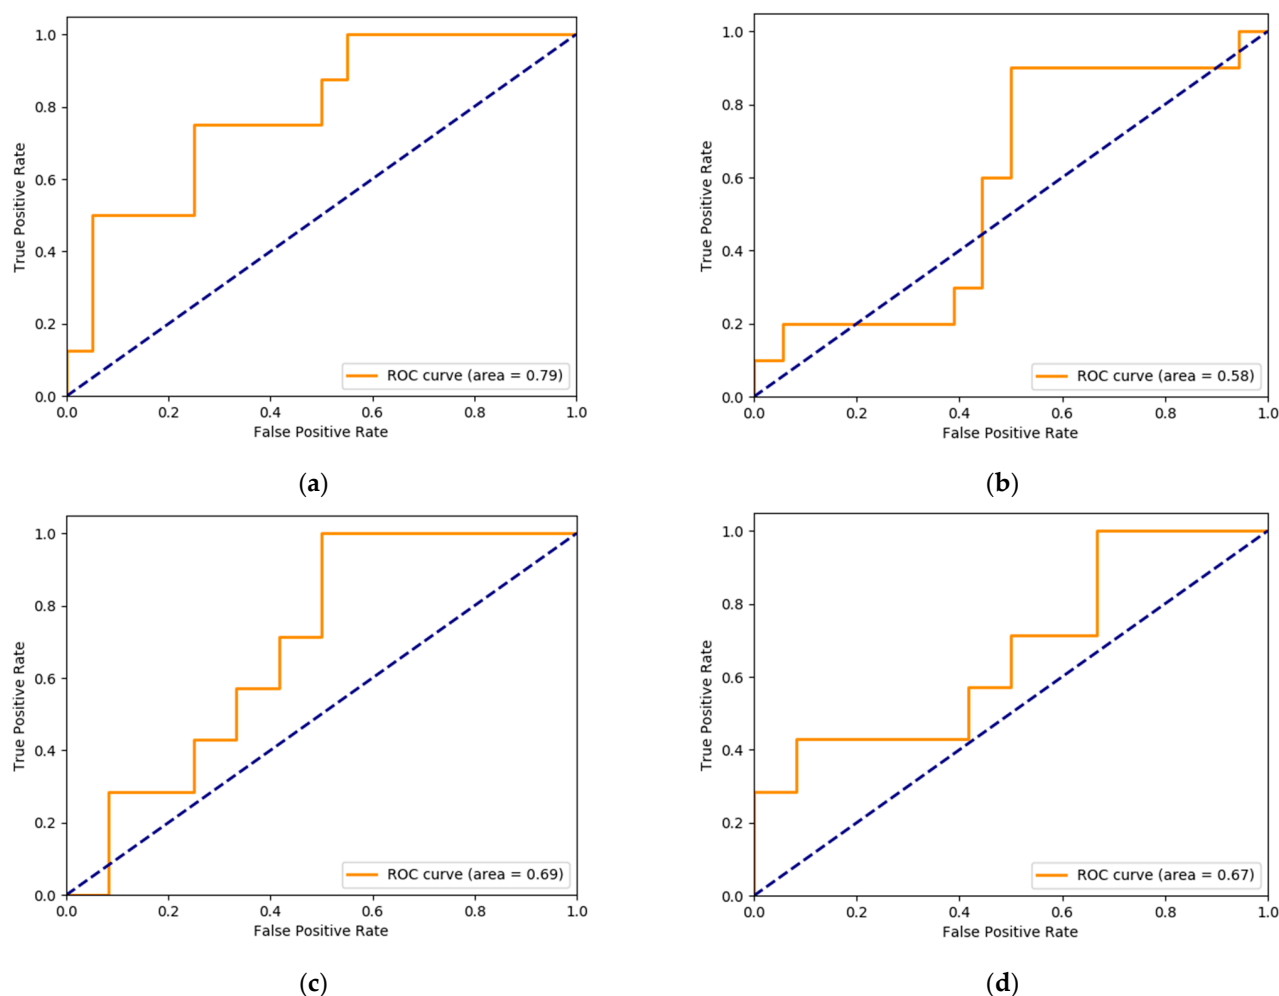 1.0
0.8
0.6
0.4
0.2
0.0
True Positive Rate
ROC curve (area = 0.79)
0.0 0.2 0.4 0.6 0.8 1.0
False Positive Rate
(a)
1.0
0.8
0.6
0.4
0.2
0.0
True Positive Rate
ROC curve (area = 0.58)
0.0 0.2 0.4 0.6 0.8 1.0
False Positive Rate
(b)
1.0
0.8
0.6
0.4
0.2
0.0
True Positive Rate
ROC curve (area = 0.69)
0.0 0.2 0.4 0.6 0.8 1.0
False Positive Rate
(c)
1.0
0.8
0.6
0.4
0.2
0.0
True Positive Rate
ROC curve (area = 0.67)
0.0 0.2 0.4 0.6 0.8 1.0
False Positive Rate
(d)